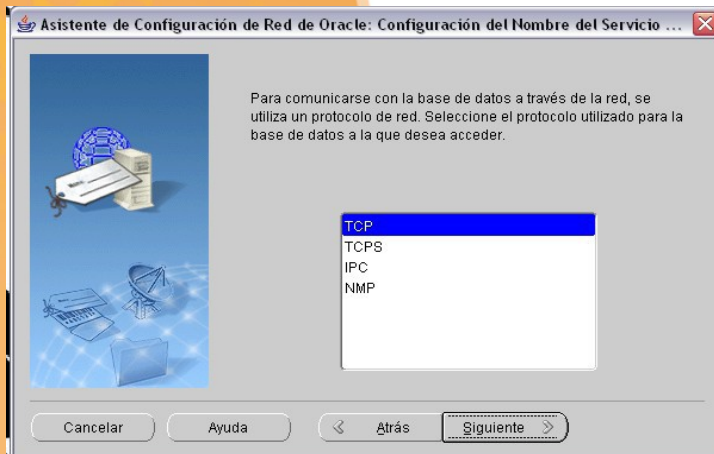 Asistente de Configuración de Red de Oracle: Configuración del Nombre del Servicio ...
Para comunicarse con la base de datos a través de la red, se
utiliza un protocolo de red. Seleccione el protocolo utilizado para la
base de datos a la que desea acceder.
TCP
TCPS
IPC
NMP
Cancelar
Ayuda
Atrás
Siguiente